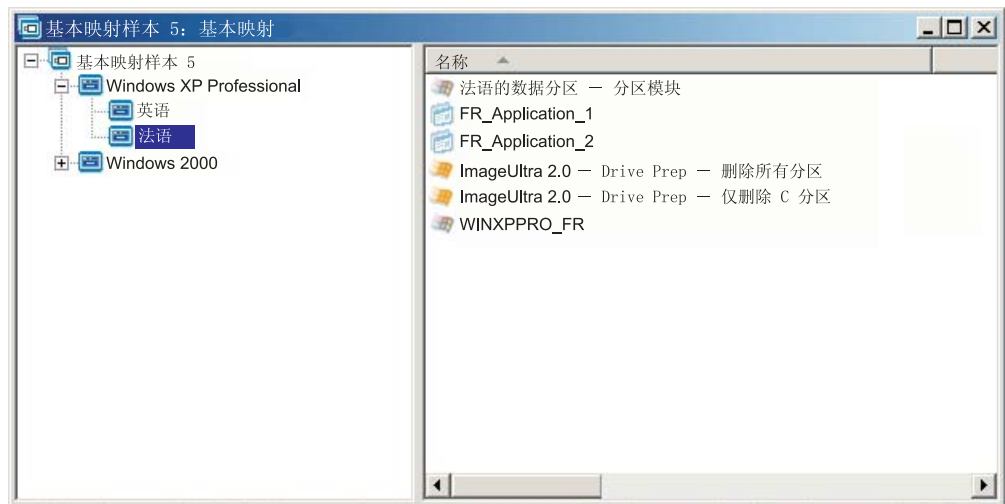 基本映射样本 5：基本映射
基本映射样本 5
Windows XP Professional
英语
法语
Windows 2000
名称
法语的数据分区 — 分区模块
FR_Application_1
FR_Application_2
ImageUltra 2.0 — Drive Prep — 删除所有分区
ImageUltra 2.0 — Drive Prep — 仅删除 C 分区
WINXPPRO_FR